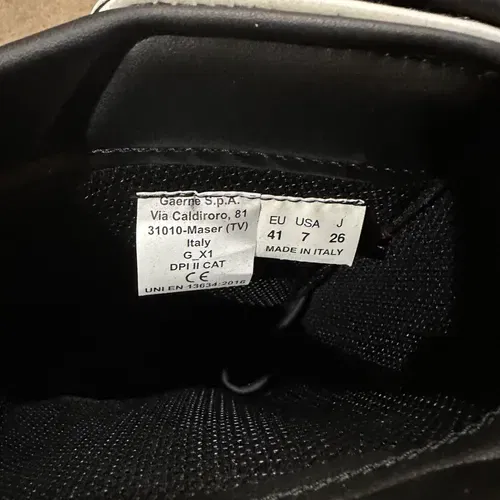 Gaerne S.p.A.
Via Caldiroro, 81
31010-Maser (TV)
Italy
G_X1
DPI II CAT
CE
UNI EN 13634:2016
EU USA J
41 7 26
MADE IN ITALY